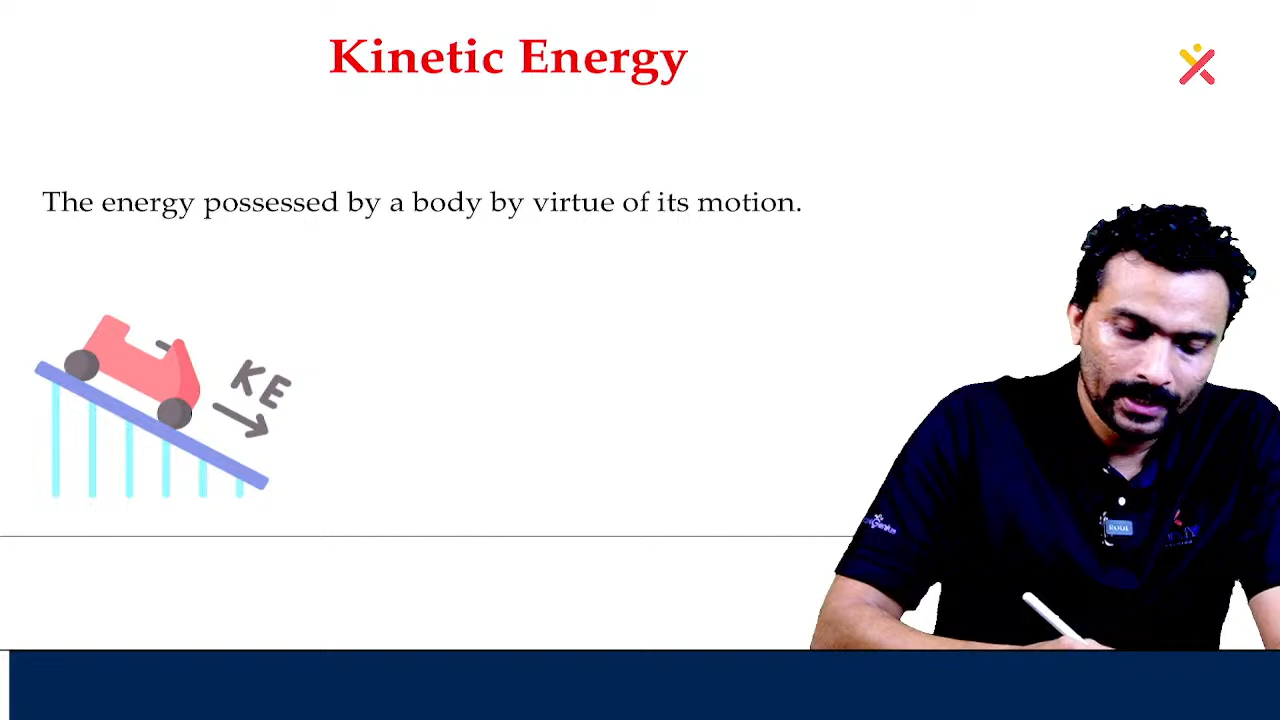 Kinetic Energy
The energy possessed by a body by virtue of its motion.
KE